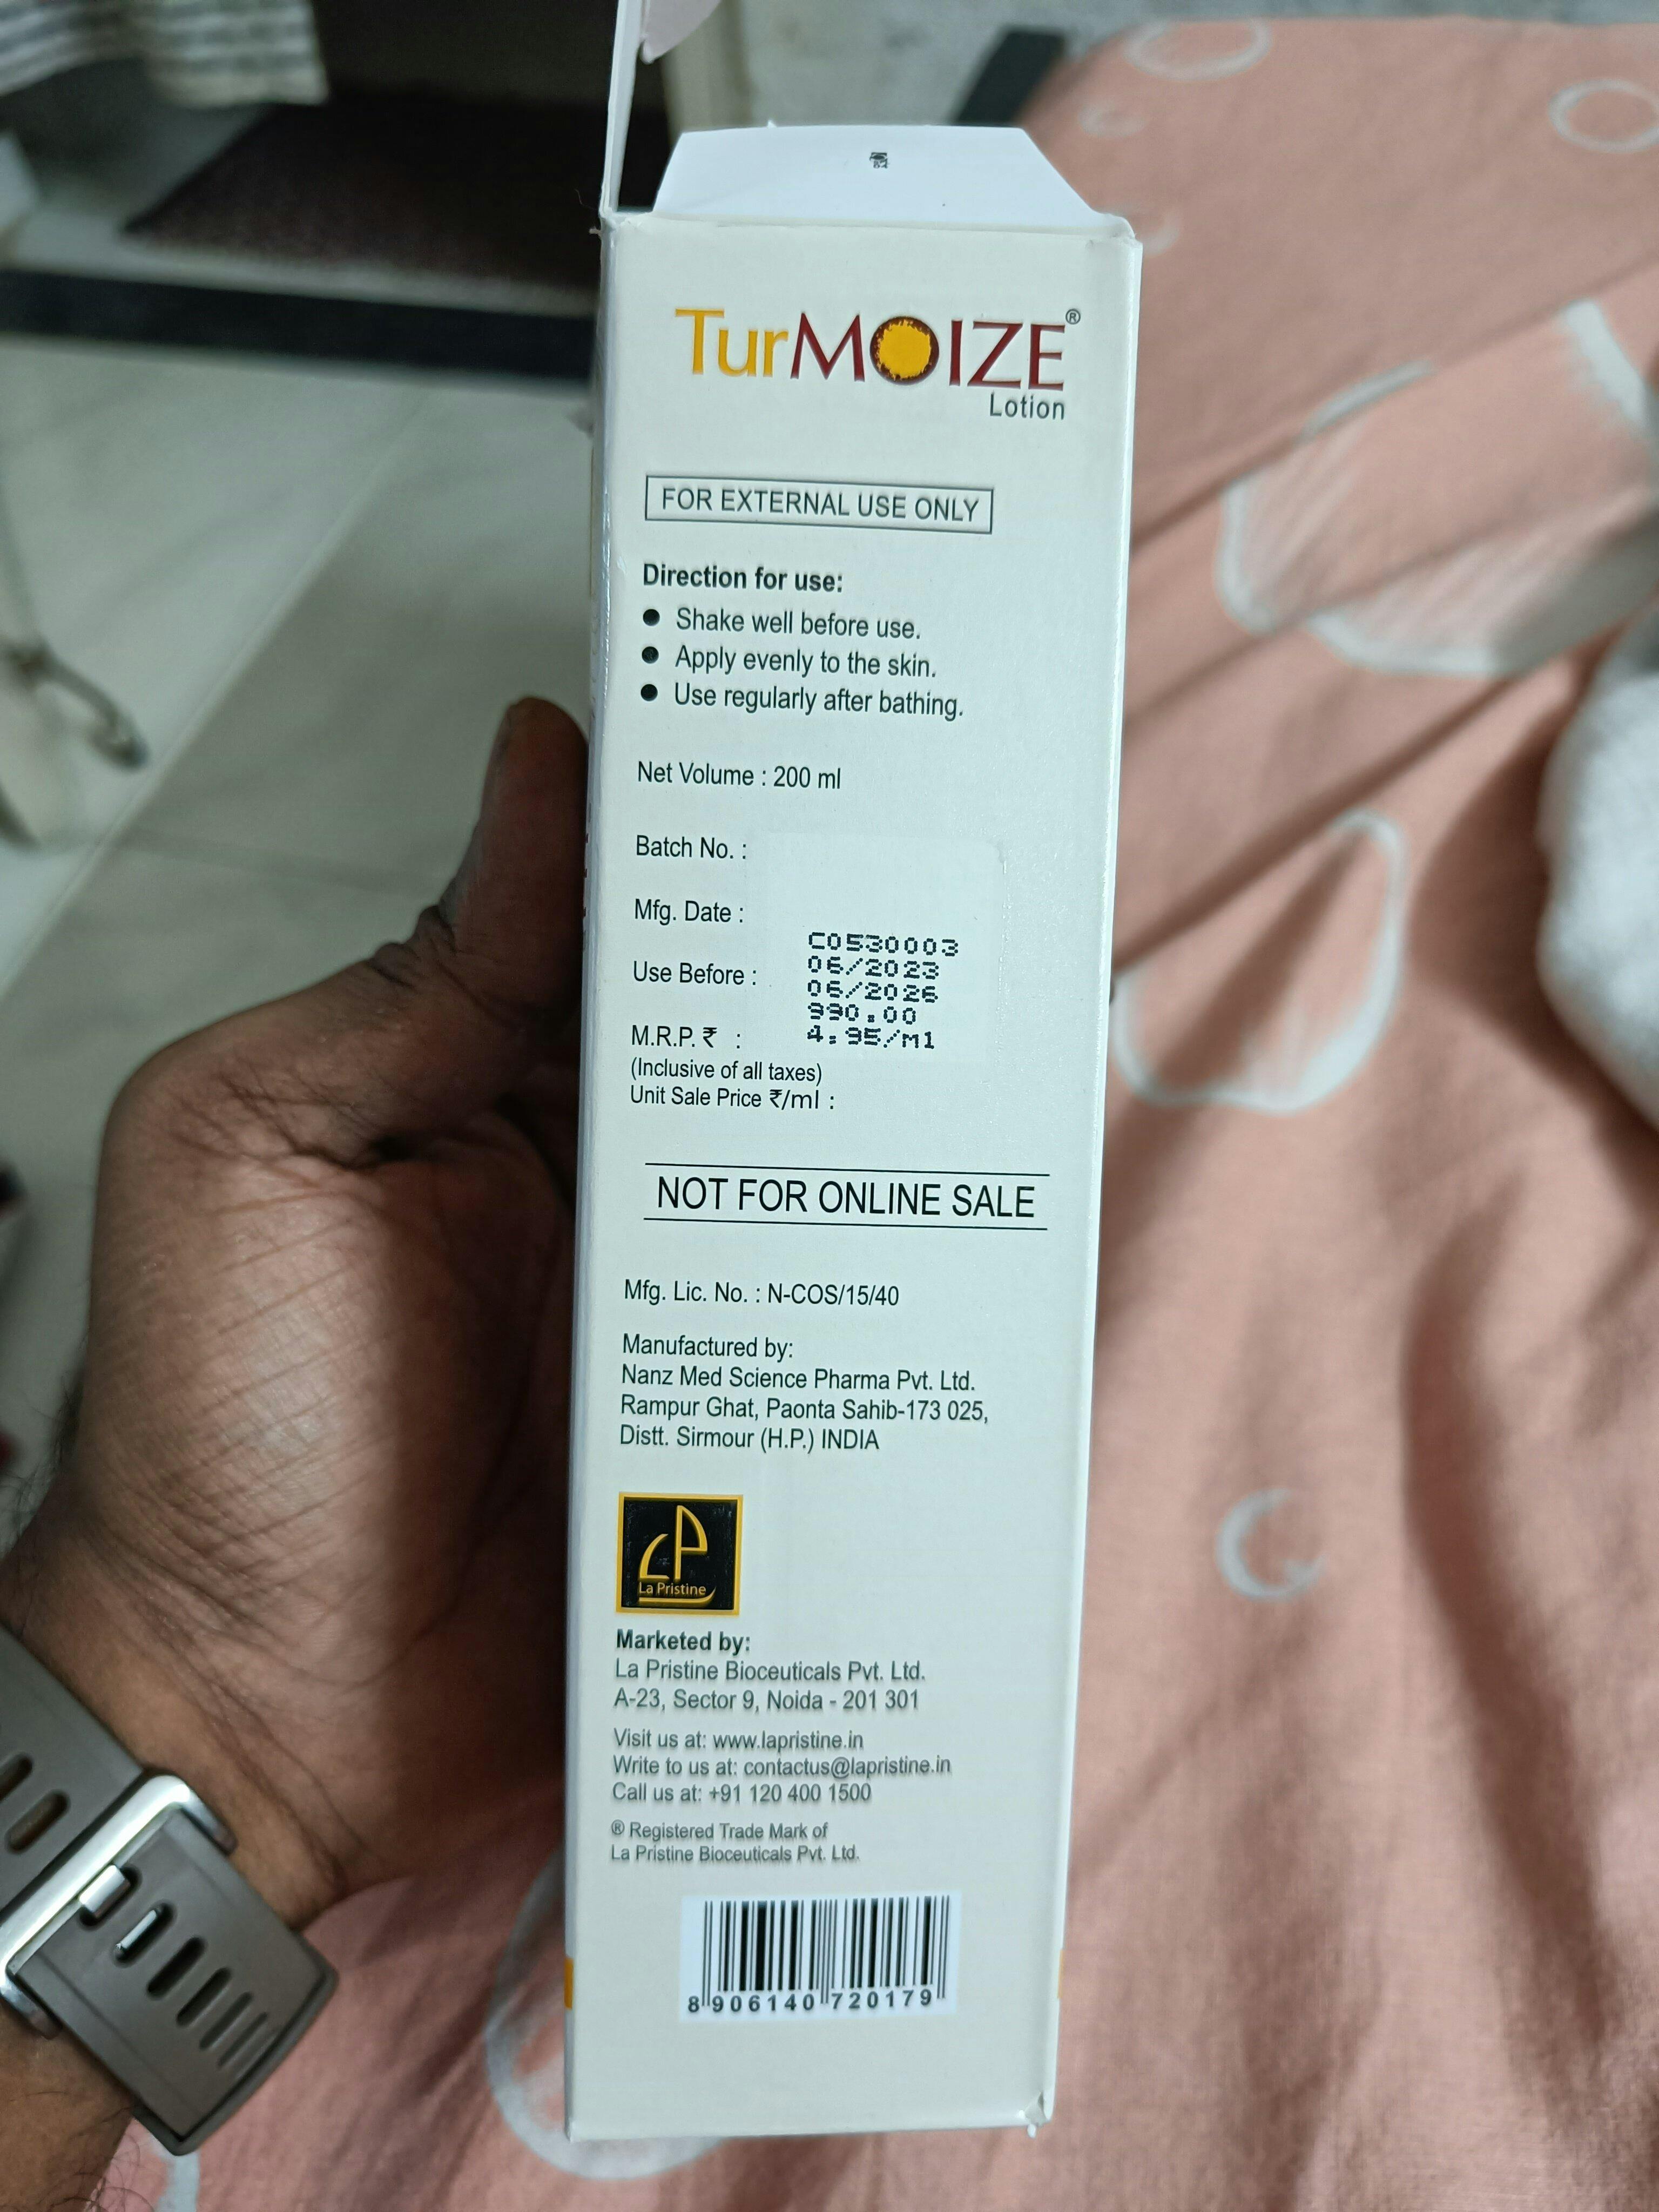 TurMOIZE®
Lotion
FOR EXTERNAL USE ONLY
Direction for use:
● Shake well before use.
● Apply evenly to the skin.
● Use regularly after bathing.
Net Volume : 200 ml
Batch No. :
Mfg. Date :
C0530003
06/2023
Use Before :
06/2026
990.00
M.R.P. ₹ :
4.95/ml
(Inclusive of all taxes)
Unit Sale Price ₹/ml :
NOT FOR ONLINE SALE
Mfg. Lic. No. : N-COS/15/40
Manufactured by:
Nanz Med Science Pharma Pvt. Ltd.
Rampur Ghat, Paonta Sahib-173 025,
Distt. Sirmour (H.P.) INDIA
LP
La Pristine
Marketed by:
La Pristine Bioceuticals Pvt. Ltd.
A-23, Sector 9, Noida - 201 301
Visit us at: www.lapristine.in
Write to us at: contactus@lapristine.in
Call us at: +91 120 400 1500
® Registered Trade Mark of
La Pristine Bioceuticals Pvt. Ltd.
8 906140 720179